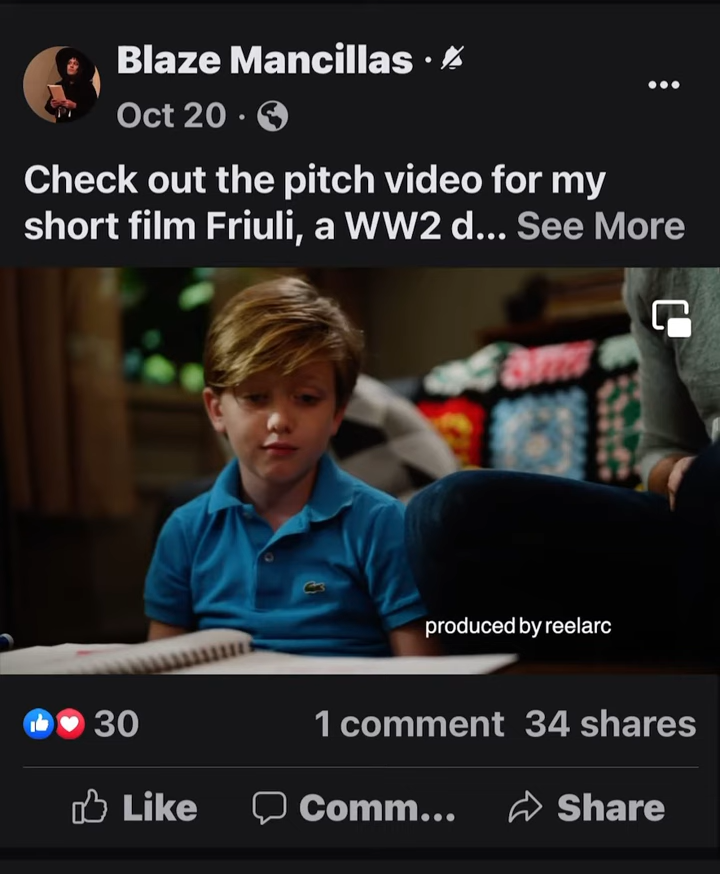 Blaze Mancillas ·
Oct 20 ·
Check out the pitch video for my
short film Friuli, a WW2 d... See More
produced by reelarc
30 1 comment 34 shares
Like Comm... Share